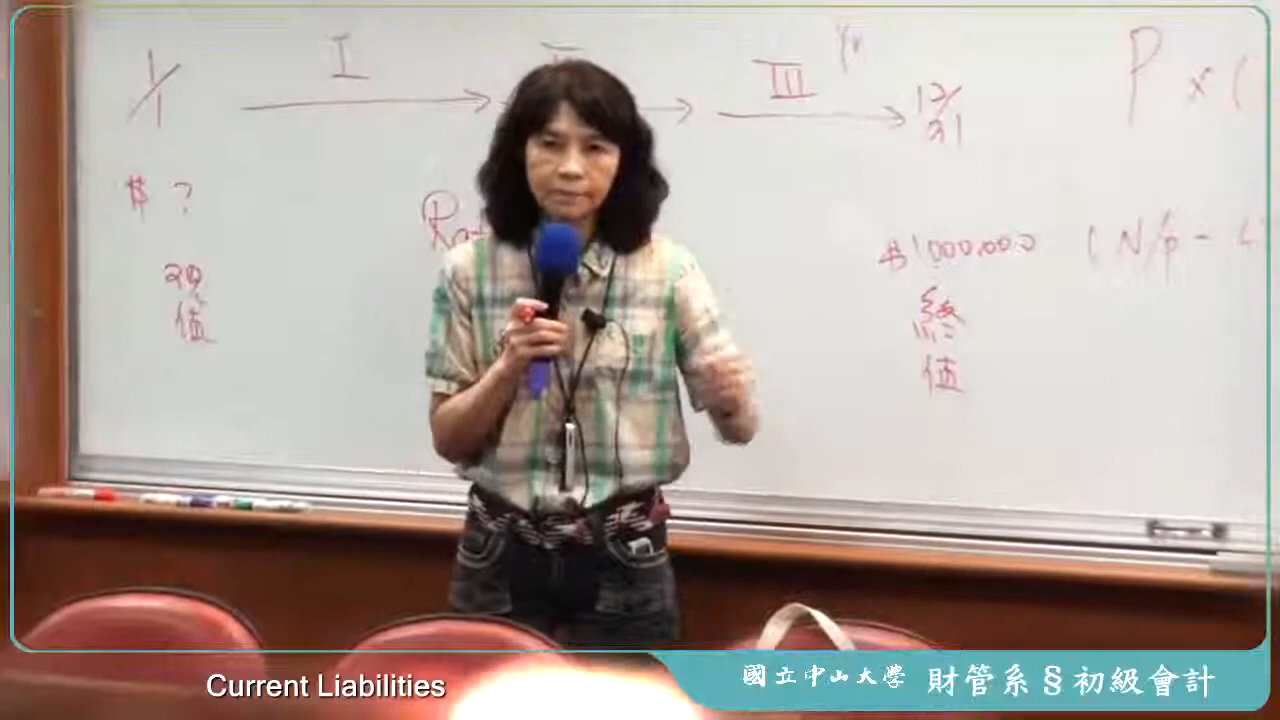 1/1
I
III
12/31
P × (
$ ?
$1,000,000
(N/P -
現值
終值
Current Liabilities
國立中山大學 財管系§初級會計